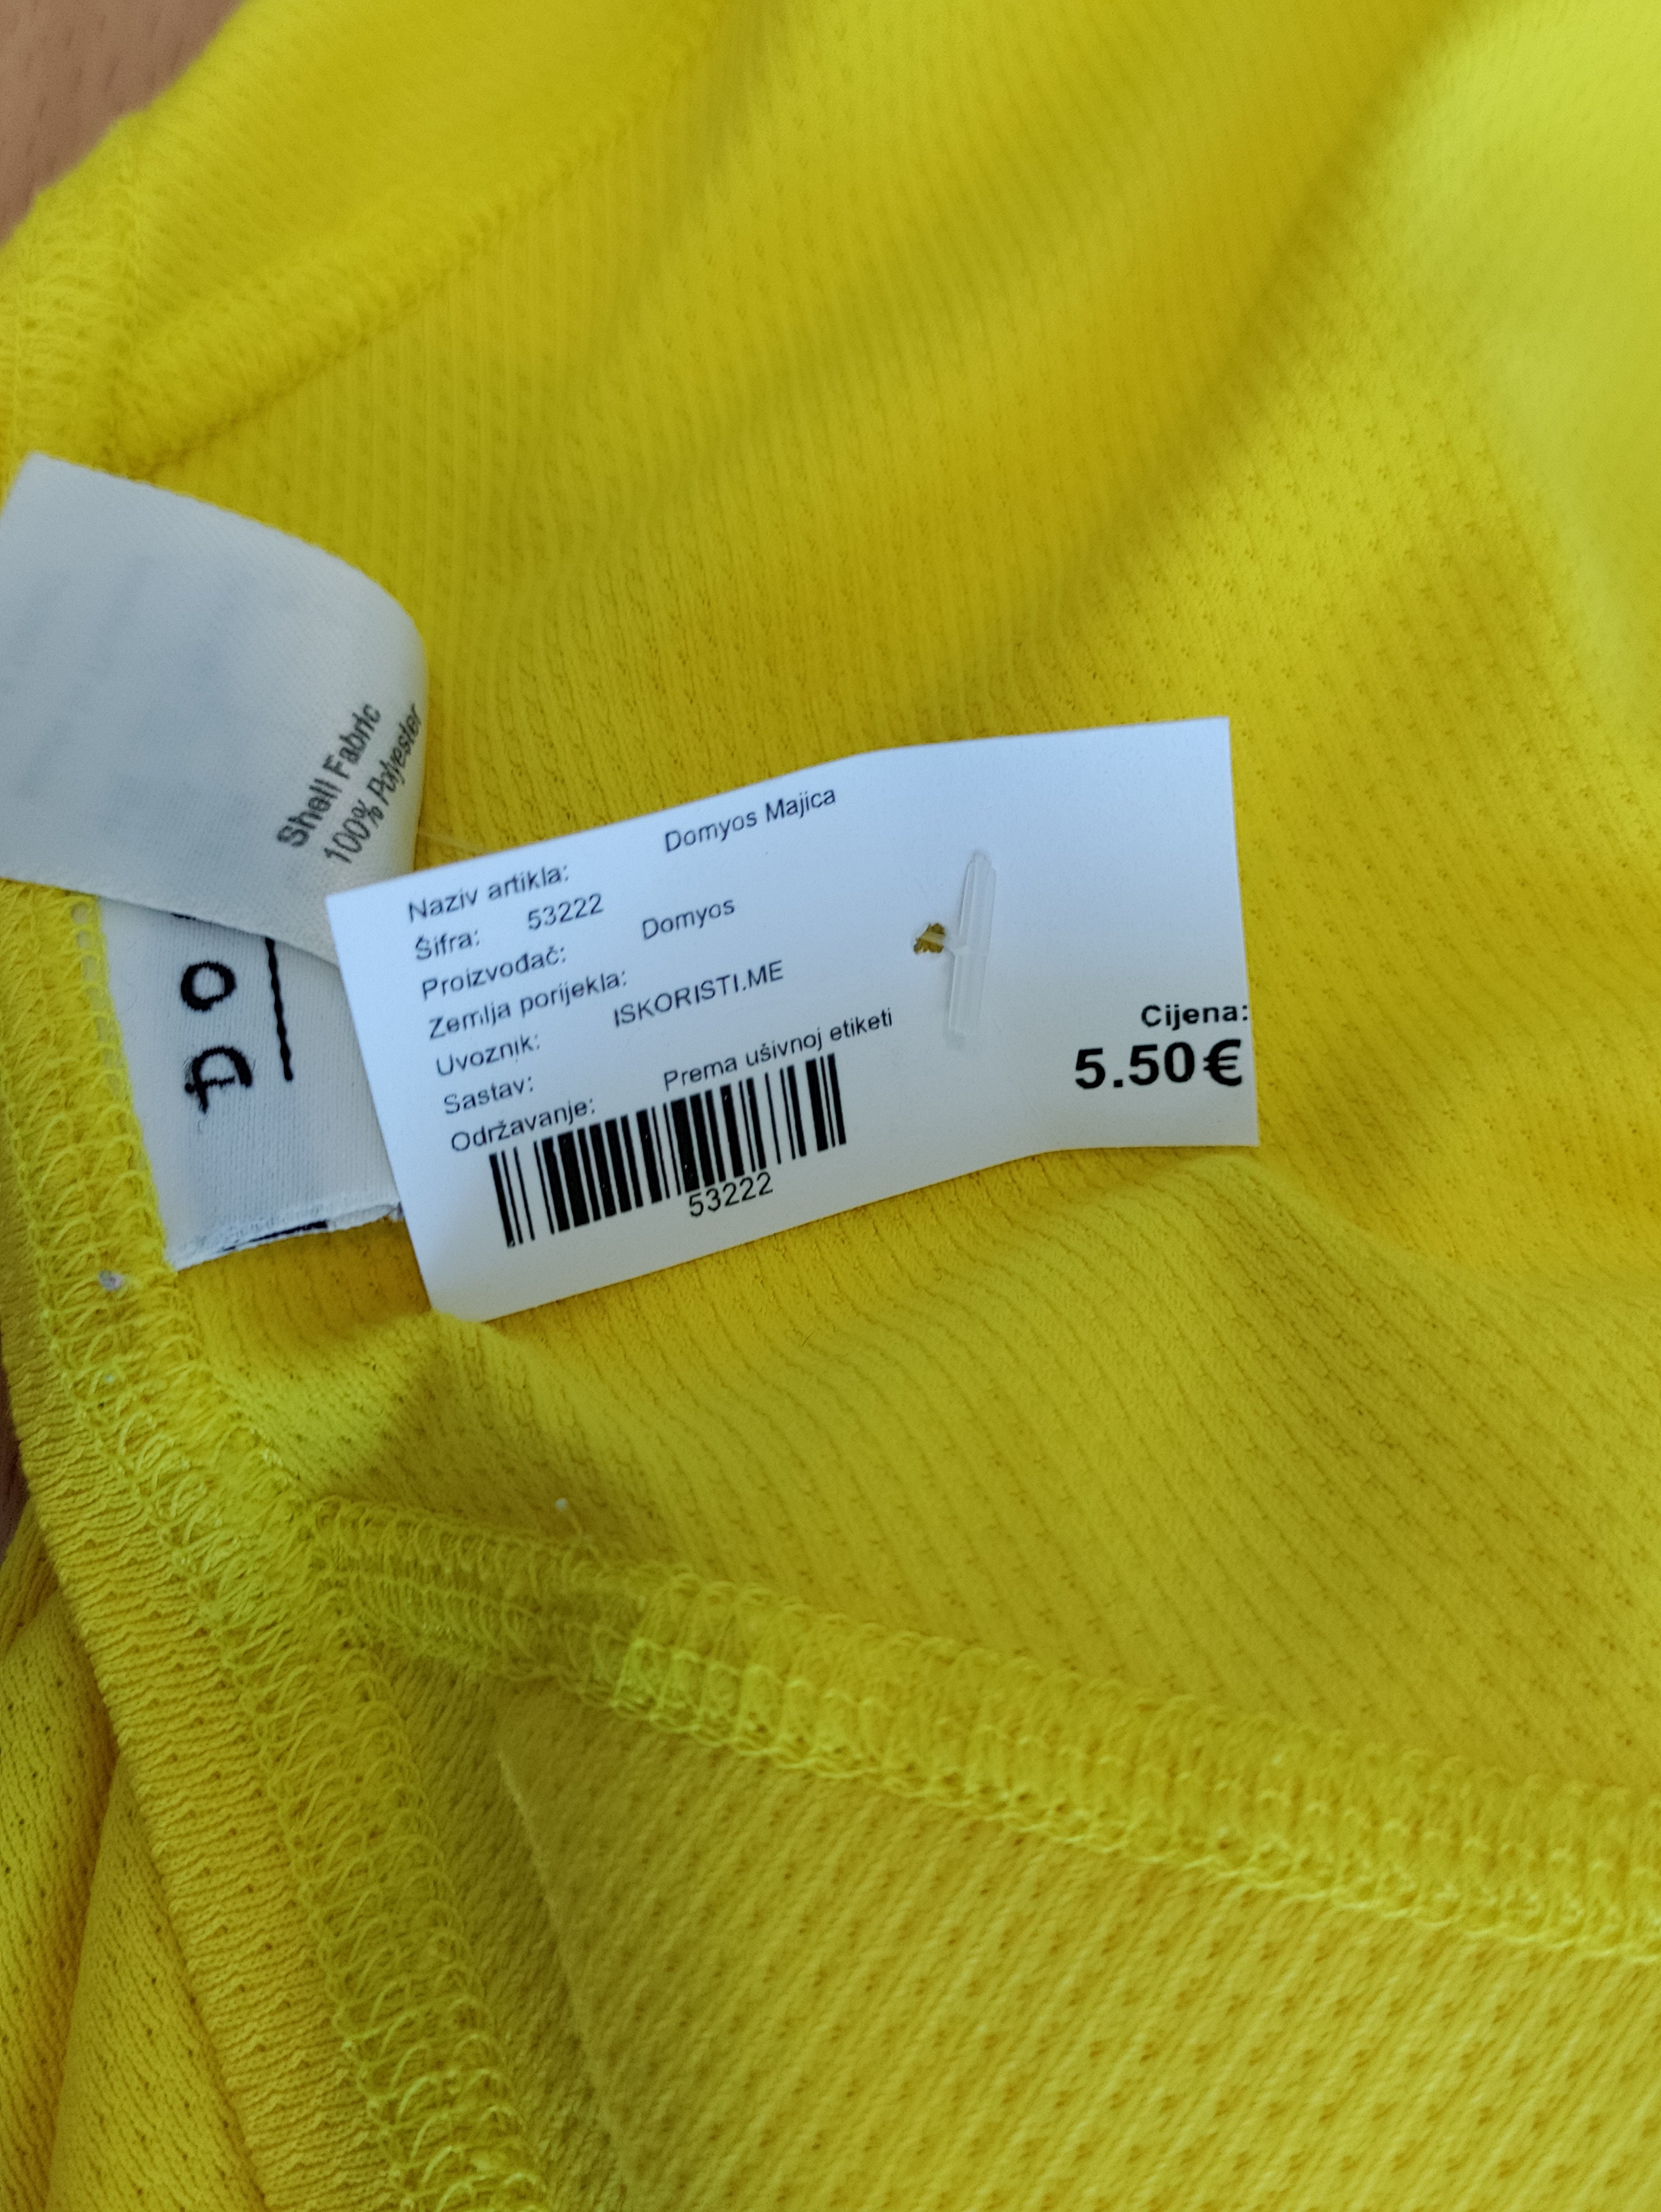 Shell Fabric
100% Polyester
do
Naziv artikla: Domyos Majica
Šifra: 53222
Proizvođač: Domyos
Zemlja porijekla:
Uvoznik: ISKORISTI.ME
Sastav:
Održavanje: Prema ušivnoj etiketi
53222
Cijena:
5.50€